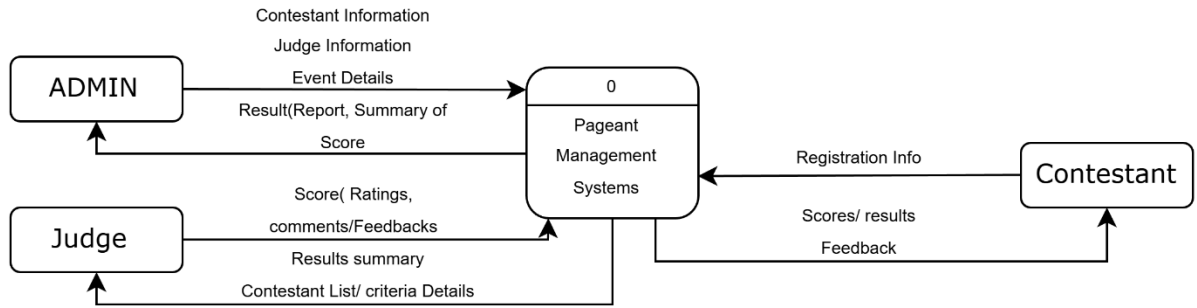 Contestant Information
Judge Information
Event Details
ADMIN
Result(Report, Summary of
Score
0
Pageant
Management
Systems
Registration Info
Contestant
Scores/ results
Feedback
Score( Ratings,
comments/Feedbacks
Judge
Results summary
Contestant List/ criteria Details